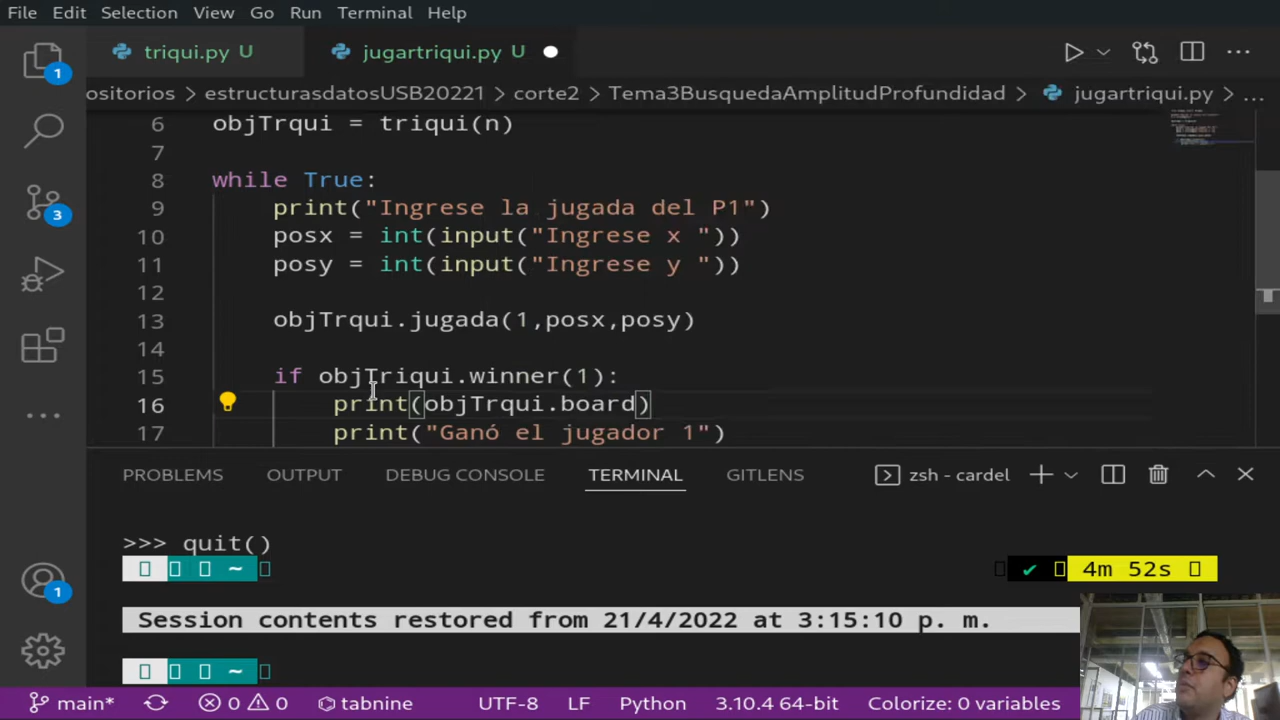 File Edit Selection View Go Run Terminal Help
triqui.py U jugartriqui.py U
ositorios > estructurasdatosUSB20221 > corte2 > Tema3BusquedaAmplitudProfundidad > jugartriqui.py > ...
6 objTrqui = triqui(n)
7
8 while True:
9 print("Ingrese la jugada del P1")
10 posx = int(input("Ingrese x "))
11 posy = int(input("Ingrese y "))
12
13 objTrqui.jugada(1,posx,posy)
14
15 if objTriqui.winner(1):
16 print(objTrqui.board)
17 print("Ganó el jugador 1")
PROBLEMS OUTPUT DEBUG CONSOLE TERMINAL GITLENS zsh - cardel
>>> quit()
~ ✔ 4m 52s
Session contents restored from 21/4/2022 at 3:15:10 p. m.
~
1
3
1
main* 0 0 tabnine UTF-8 LF Python 3.10.4 64-bit Colorize: 0 variables